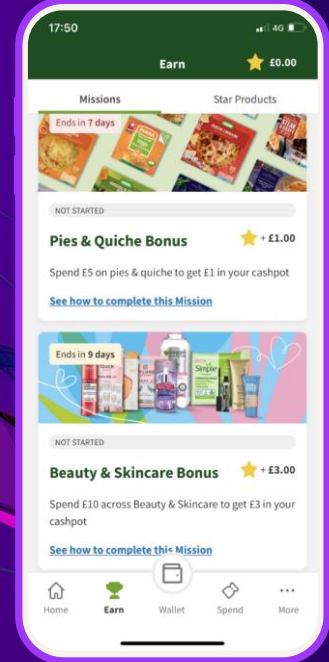 17:50
4G
Earn
£0.00
Missions
Star Products
Ends in 7 days
NOT STARTED
Pies & Quiche Bonus
+ £1.00
Spend £5 on pies & quiche to get £1 in your cashpot
See how to complete this Mission
Ends in 9 days
Simple
NOT STARTED
Beauty & Skincare Bonus
+ £3.00
Spend £10 across Beauty & Skincare to get £3 in your
cashpot
See how to complete this Mission
Home
Earn
Wallet
Spend
More